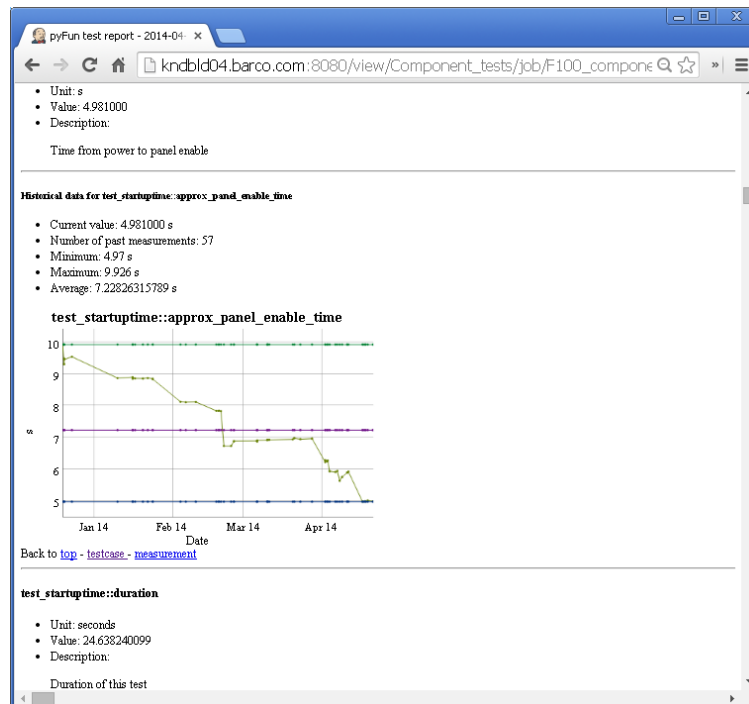 pyFun test report - 2014-04-
kndbld04.barco.com:8080/view/Component_tests/job/F100_compone
Unit: s
Value: 4.981000
Description:
Time from power to panel enable
Historical data for test_startuptime::approx_panel_enable_time
Current value: 4.981000 s
Number of past measurements: 57
Minimum: 4.97 s
Maximum: 9.926 s
Average: 7.22826315789 s
test_startuptime::approx_panel_enable_time
10
9
8
7
6
5
s
Jan 14 Feb 14 Mar 14 Apr 14
Date
Back to top - testcase - measurement
test_startuptime::duration
Unit: seconds
Value: 24.638240099
Description:
Duration of this test